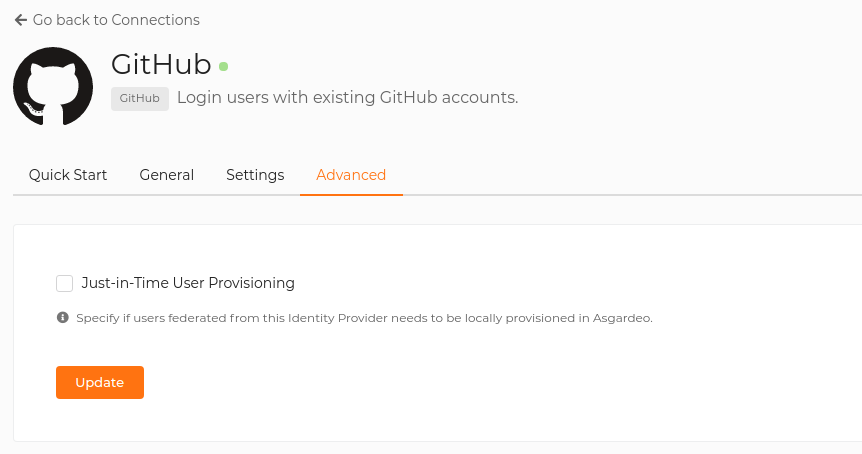 Go back to Connections
GitHub
GitHub Login users with existing GitHub accounts.
Quick Start General Settings Advanced
Just-in-Time User Provisioning
Specify if users federated from this Identity Provider needs to be locally provisioned in Asgardeo.
Update